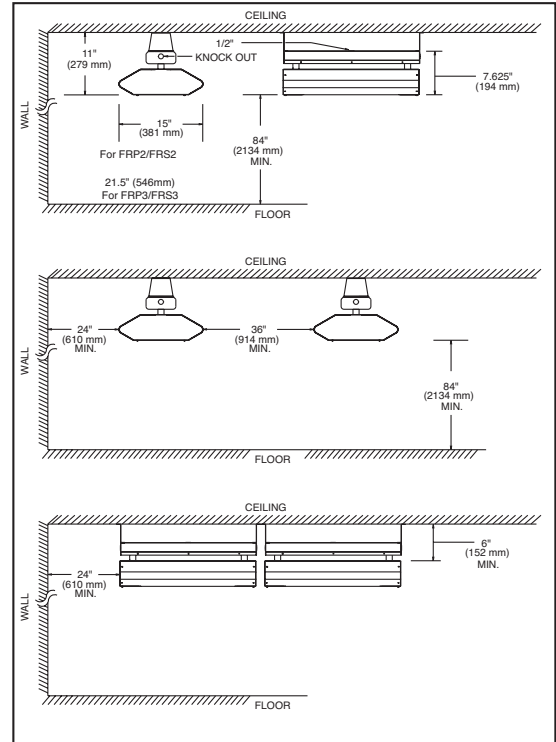 CEILING
11"
(279 mm)
1/2"
KNOCK OUT
7.625"
(194 mm)
WALL
15"
(381 mm)
For FRP2/FRS2
84"
(2134 mm)
MIN.
21.5" (546mm)
For FRP3/FRS3
FLOOR
CEILING
24"
(610 mm)
MIN.
36"
(914 mm)
MIN.
WALL
84"
(2134 mm)
MIN.
FLOOR
CEILING
6"
(152 mm)
MIN.
24"
(610 mm)
MIN.
WALL
FLOOR